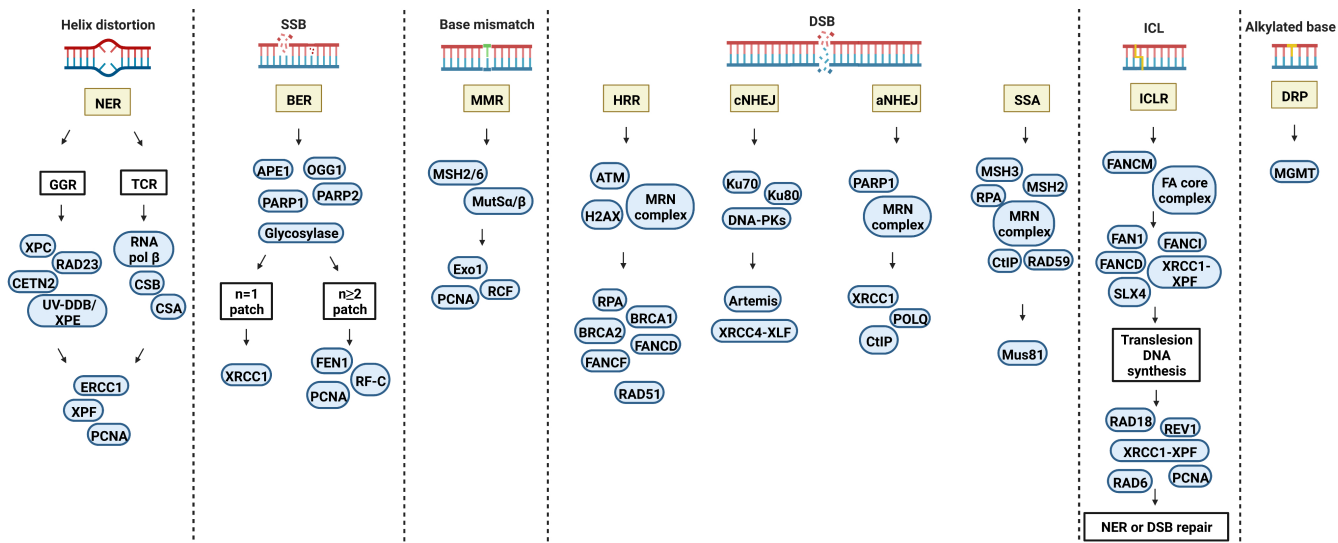 Helix distortion
NER
GGR
TCR
XPC
RAD23
CETN2
UV-DDB/
XPE
RNA
pol β
CSB
CSA
ERCC1
XPF
PCNA
SSB
BER
APE1
OGG1
PARP1
PARP2
Glycosylase
n=1
patch
n≥2
patch
XRCC1
FEN1
RF-C
PCNA
Base mismatch
MMR
MSH2/6
MutSα/β
Exo1
PCNA
RCF
DSB
HRR
ATM
H2AX
MRN
complex
RPA
BRCA1
BRCA2
FANCD
FANCF
RAD51
cNHEJ
Ku70
Ku80
DNA-PKs
Artemis
XRCC4-XLF
aNHEJ
PARP1
MRN
complex
XRCC1
POLQ
CtIP
SSA
MSH3
MSH2
RPA
MRN
complex
CtIP
RAD59
Mus81
ICL
ICLR
FANCM
FA core
complex
FAN1
FANCI
FANCD
XRCC1-
XPF
SLX4
Translesion
DNA
synthesis
RAD18
REV1
XRCC1-XPF
RAD6
PCNA
NER or DSB repair
Alkylated base
DRP
MGMT